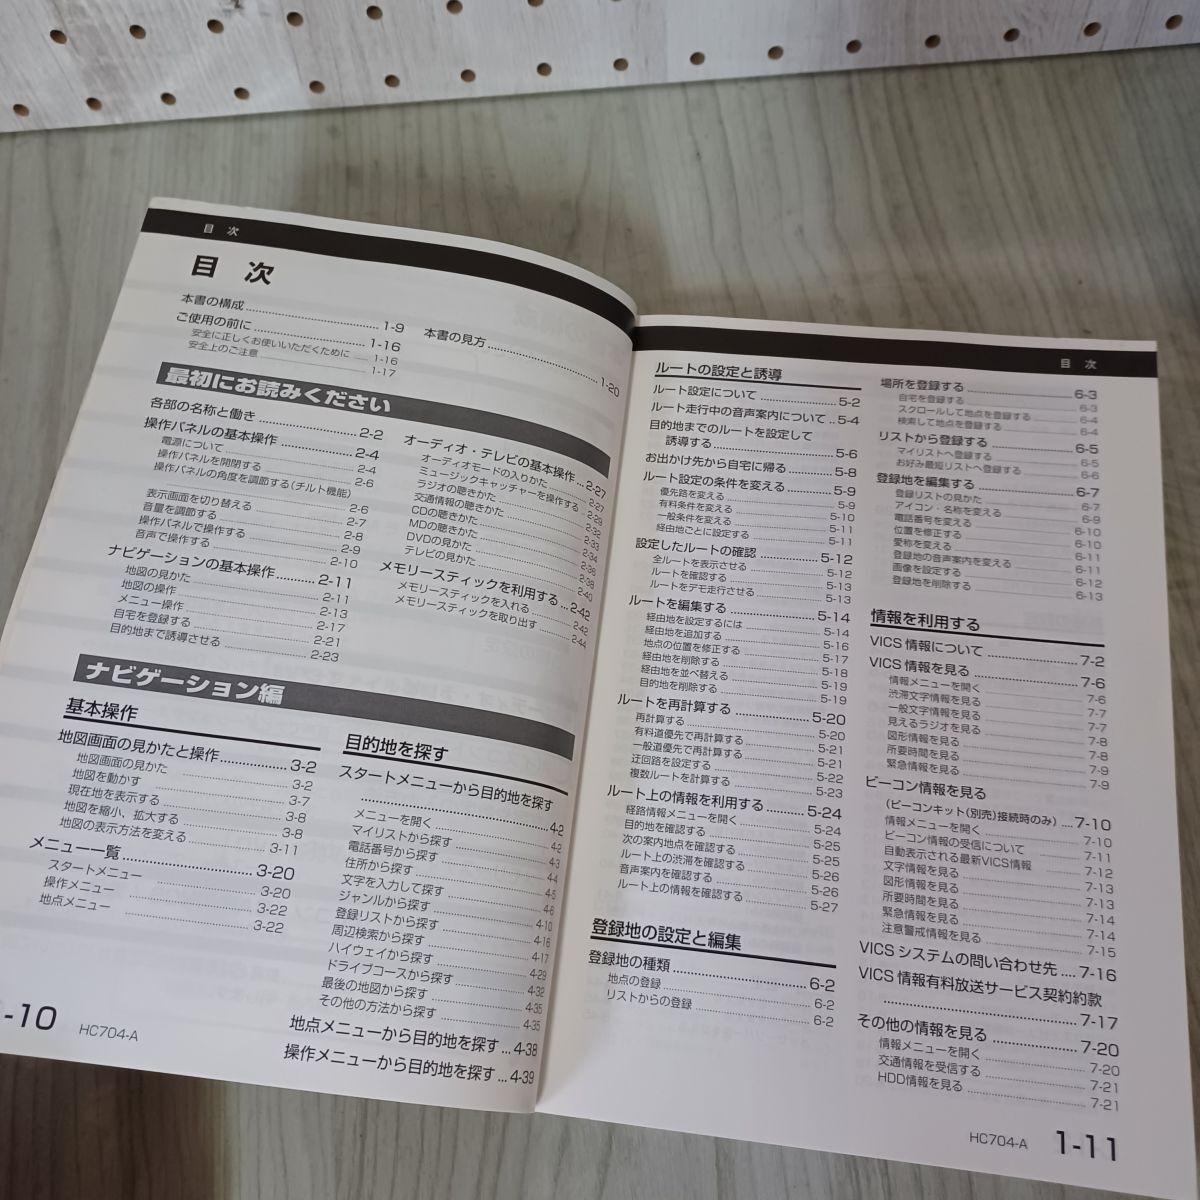 目 次
目 次
本書の構成 1-9
ご使用の前に 1-16
安全に正しくお使いいただくために 1-16
安全上のご注意 1-17
本書の見方 1-20
最初にお読みください
各部の名称と働き 2-2
操作パネルの基本操作 2-4
電源について 2-4
操作パネルを開閉する 2-6
操作パネルの角度を調節する(チルト機能) 2-6
表示画面を切り替える 2-7
音量を調節する 2-8
操作パネルで操作する 2-9
音声で操作する 2-10
ナビゲーションの基本操作 2-11
地図の見かた 2-11
地図の操作 2-13
メニュー操作 2-17
自宅を登録する 2-21
目的地まで誘導させる 2-23
オーディオ・テレビの基本操作 2-27
オーディオモードの入りかた 2-27
ミュージックキャッチャーを操作する 2-29
ラジオの聴きかた 2-32
交通情報の聴きかた 2-33
CDの聴きかた 2-34
MDの聴きかた 2-36
DVDの見かた 2-38
テレビの見かた 2-40
メモリースティックを利用する 2-42
メモリースティックを入れる 2-42
メモリースティックを取り出す 2-44
ナビゲーション編
基本操作
地図画面の見かたと操作 3-2
地図画面の見かた 3-2
地図を動かす 3-7
現在地を表示する 3-8
地図を縮小、拡大する 3-8
地図の表示方法を変える 3-11
メニュー一覧 3-20
スタートメニュー 3-20
操作メニュー 3-22
地点メニュー 3-22
目的地を探す
スタートメニューから目的地を探す
4-2
メニューを開く 4-2
マイリストから探す 4-3
電話番号から探す 4-4
住所から探す 4-5
文字を入力して探す 4-6
ジャンルから探す 4-10
登録リストから探す 4-16
周辺検索から探す 4-17
ハイウェイから探す 4-29
ドライブコースから探す 4-32
最後の地図から探す 4-35
その他の方法から探す 4-35
地点メニューから目的地を探す 4-38
操作メニューから目的地を探す 4-39
-10
HC704-A
目 次
ルートの設定と誘導
ルート設定について 5-2
ルート走行中の音声案内について 5-4
目的地までのルートを設定して
誘導する 5-6
お出かけ先から自宅に帰る 5-8
ルート設定の条件を変える 5-9
優先路を変える 5-9
有料条件を変える 5-10
一般条件を変える 5-11
経由地ごとに設定する 5-11
設定したルートの確認 5-12
全ルートを表示させる 5-12
ルートを確認する 5-13
ルートをデモ走行させる 5-13
ルートを編集する 5-14
経由地を設定するには 5-14
経由地を追加する 5-16
地点の位置を修正する 5-17
経由地を削除する 5-18
経由地を並べ替える 5-19
目的地を削除する 5-19
ルートを再計算する 5-20
再計算する 5-20
有料道優先で再計算する 5-21
一般道優先で再計算する 5-21
迂回路を設定する 5-22
複数ルートを計算する 5-23
ルート上の情報を利用する 5-24
経路情報メニューを開く 5-24
目的地を確認する 5-25
次の案内地点を確認する 5-25
ルート上の渋滞を確認する 5-26
音声案内を確認する 5-26
ルート上の情報を確認する 5-27
登録地の設定と編集
登録地の種類 6-2
地点の登録 6-2
リストからの登録 6-2
場所を登録する 6-3
自宅を登録する 6-3
スクロールして地点を登録する 6-4
検索して地点を登録する 6-4
リストから登録する 6-5
マイリストへ登録する 6-5
お好み最短リストへ登録する 6-6
登録地を編集する 6-7
登録リストの見かた 6-7
アイコン・名称を変える 6-9
電話番号を変える 6-10
位置を修正する 6-10
愛称を変える 6-11
登録地の音声案内を変える 6-11
画像を設定する 6-12
登録地を削除する 6-13
情報を利用する
VICS 情報について 7-2
VICS 情報を見る 7-6
情報メニューを開く 7-6
渋滞文字情報を見る 7-7
一般文字情報を見る 7-7
見えるラジオを見る 7-8
図形情報を見る 7-8
所要時間を見る 7-9
緊急情報を見る 7-9
ビーコン情報を見る
(ビーコンキット(別売)接続時のみ) 7-10
情報メニューを開く 7-10
ビーコン情報の受信について 7-11
自動表示される最新VICS情報 7-12
文字情報を見る 7-13
図形情報を見る 7-13
所要時間を見る 7-14
緊急情報を見る 7-14
注意警戒情報を見る 7-15
VICS システムの問い合わせ先 7-16
VICS 情報有料放送サービス契約約款
7-17
その他の情報を見る 7-20
情報メニューを開く 7-20
交通情報を受信する 7-21
HDD情報を見る 7-21
HC704-A
1-11